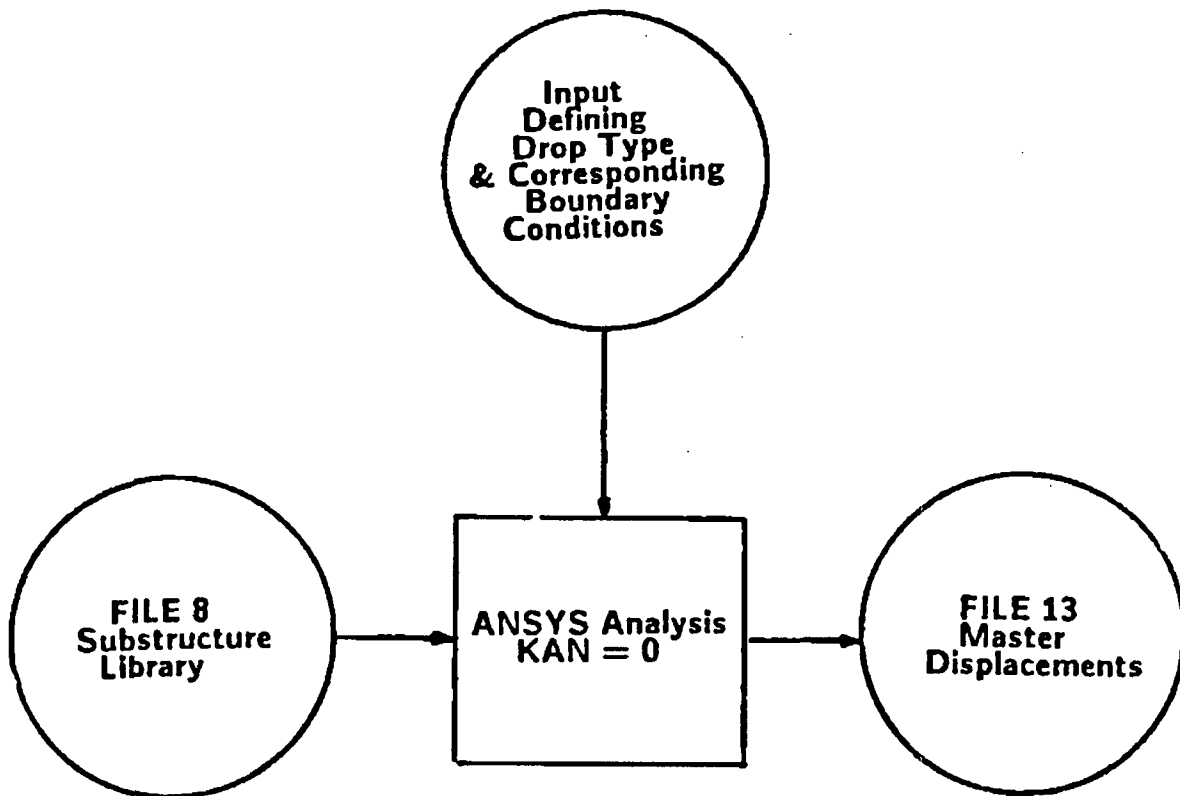 Input
Defining
Drop Type
& Corresponding
Boundary
Conditions
FILE 8
Substructure
Library
ANSYS Analysis
KAN = 0
FILE 13
Master
Displacements